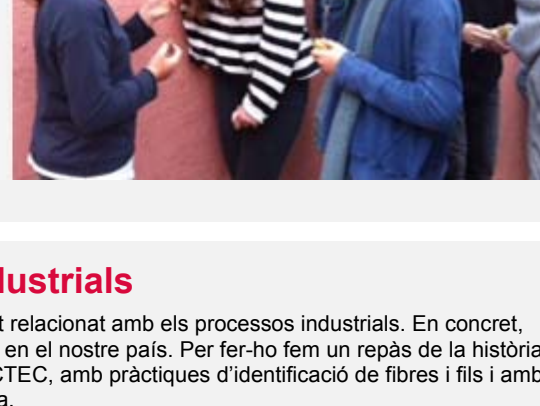 dustrials
t relacionat amb els processos industrials. En concret,
en el nostre país. Per fer-ho fem un repàs de la història
CTEC, amb pràctiques d'identificació de fibres i fils i amb
a.